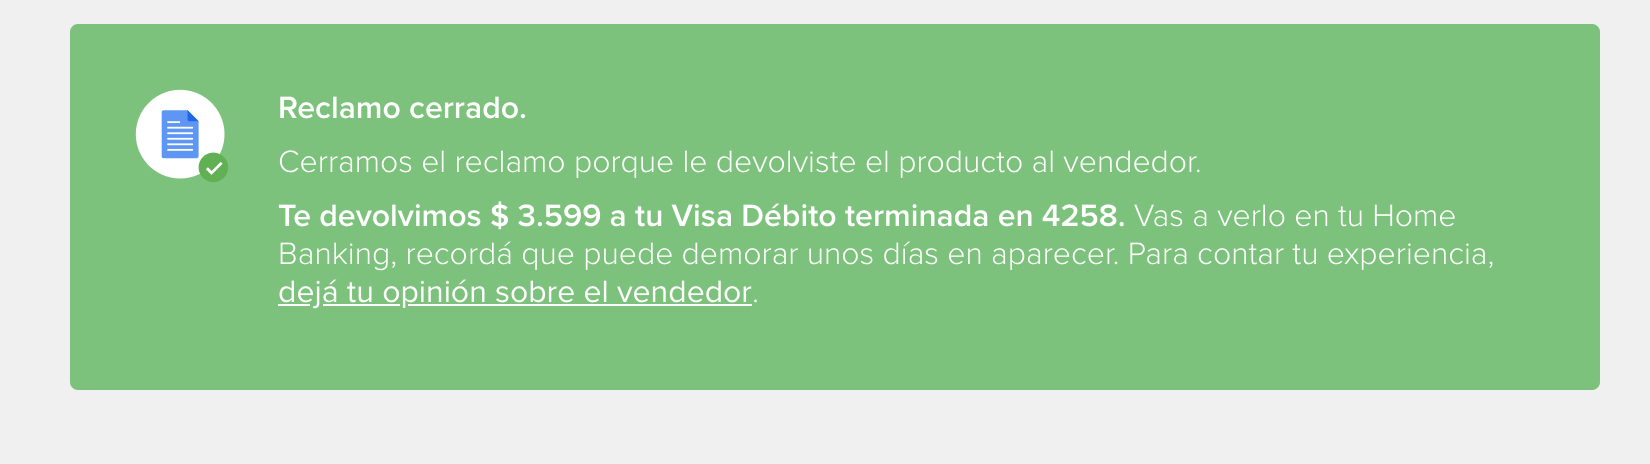 Reclamo cerrado.
Cerramos el reclamo porque le devolviste el producto al vendedor.
Te devolvimos $ 3.599 a tu Visa Débito terminada en 4258. Vas a verlo en tu Home
Banking, recordá que puede demorar unos días en aparecer. Para contar tu experiencia,
dejá tu opinión sobre el vendedor.